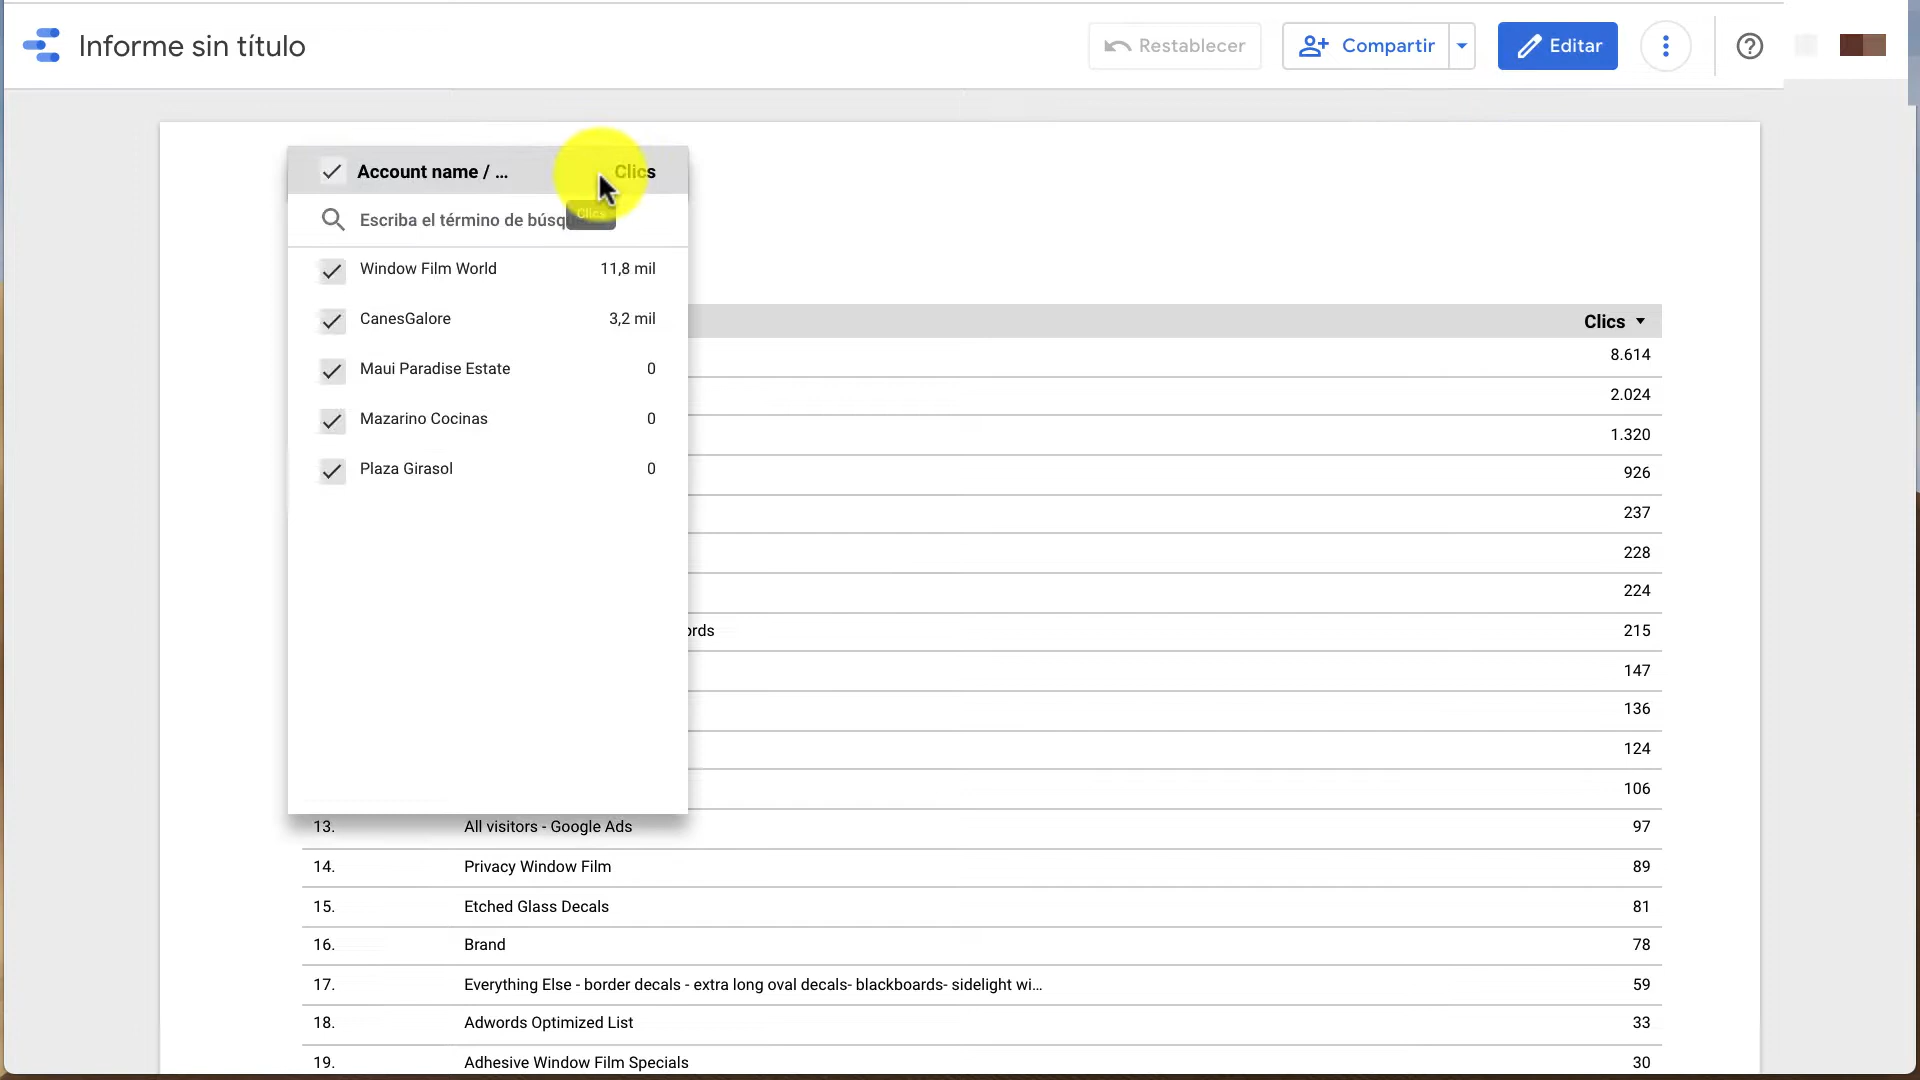 Informe sin título
Restablecer
Compartir
Editar
Account name / ...
Clics
Escriba el término de búsqu
Clics
Window Film World 11,8 mil
CanesGalore 3,2 mil
Maui Paradise Estate 0
Mazarino Cocinas 0
Plaza Girasol 0
Clics
8.614
2.024
1.320
926
237
228
224
ords 215
147
136
124
106
13. All visitors - Google Ads 97
14. Privacy Window Film 89
15. Etched Glass Decals 81
16. Brand 78
17. Everything Else - border decals - extra long oval decals- blackboards- sidelight wi... 59
18. Adwords Optimized List 33
19. Adhesive Window Film Specials 30